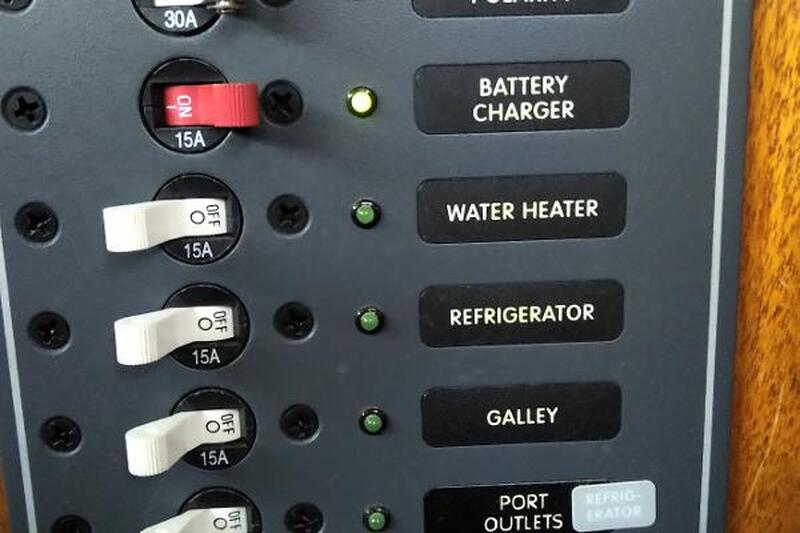 30A
POLARITY
ON
15A
BATTERY
CHARGER
OFF
15A
WATER HEATER
OFF
15A
REFRIGERATOR
OFF
15A
GALLEY
OFF
PORT
OUTLETS
REFRIG-
ERATOR